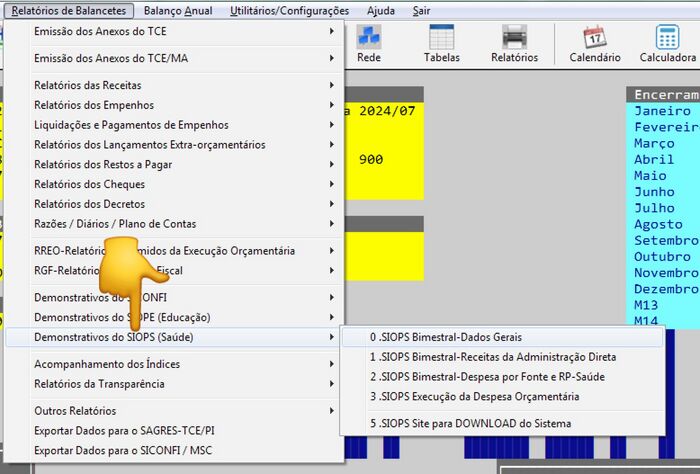 Relatórios de Balancetes Balanço Anual Utilitários/Configurações Ajuda Sair
Emissão dos Anexos do TCE
Emissão dos Anexos do TCE/MA
Relatórios das Receitas
Relatórios dos Empenhos
Liquidações e Pagamentos de Empenhos
Relatórios dos Lançamentos Extra-orçamentários
Relatórios dos Restos a Pagar
Relatórios dos Cheques
Relatórios dos Decretos
Razões / Diários / Plano de Contas
RREO-Relatório midos da Execução Orçamentária
RGF-Relatório Fiscal
Demonstrativos do SICONFI
Demonstrativos do SIOPE (Educação)
Demonstrativos do SIOPS (Saúde)
Acompanhamento dos Índices
Relatórios da Transparência
Outros Relatórios
Exportar Dados para o SAGRES-TCE/PI
Exportar Dados para o SICONFI / MSC
0 .SIOPS Bimestral-Dados Gerais
1 .SIOPS Bimestral-Receitas da Administração Direta
2 .SIOPS Bimestral-Despesa por Fonte e RP-Saúde
3 .SIOPS Execução da Despesa Orçamentária
5 .SIOPS Site para DOWNLOAD do Sistema
Rede Tabelas Relatórios Calendário Calculadora
17
a 2024/07
900
Encerram
Janeiro
Fevereir
Março
Abril
Maio
Junho
Julho
Agosto
Setembro
Outubro
Novembro
Dezembro
M13
M14